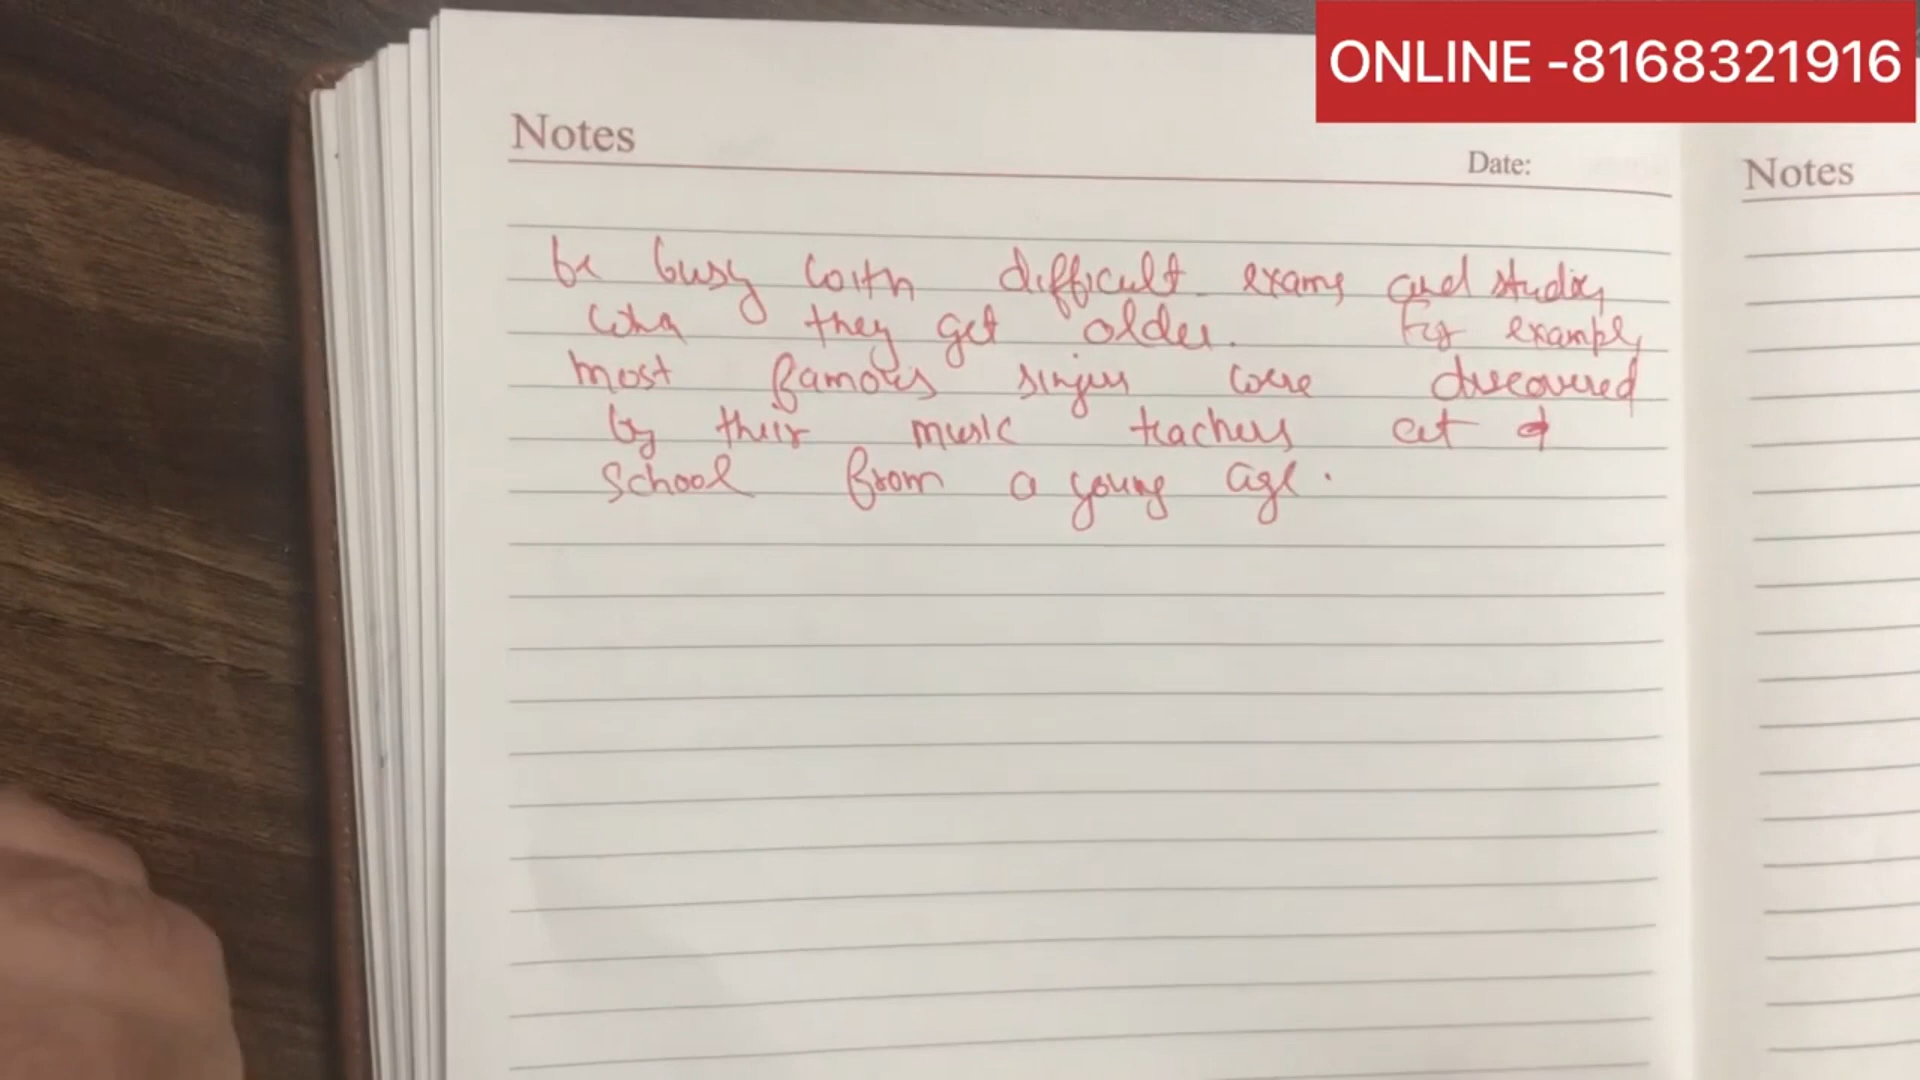 ONLINE -8168321916
Notes
Date:
be busy with difficult exams and studies
when they get older. For example,
most famous singers were discovered
by their music teachers at
school from a young age.
Notes